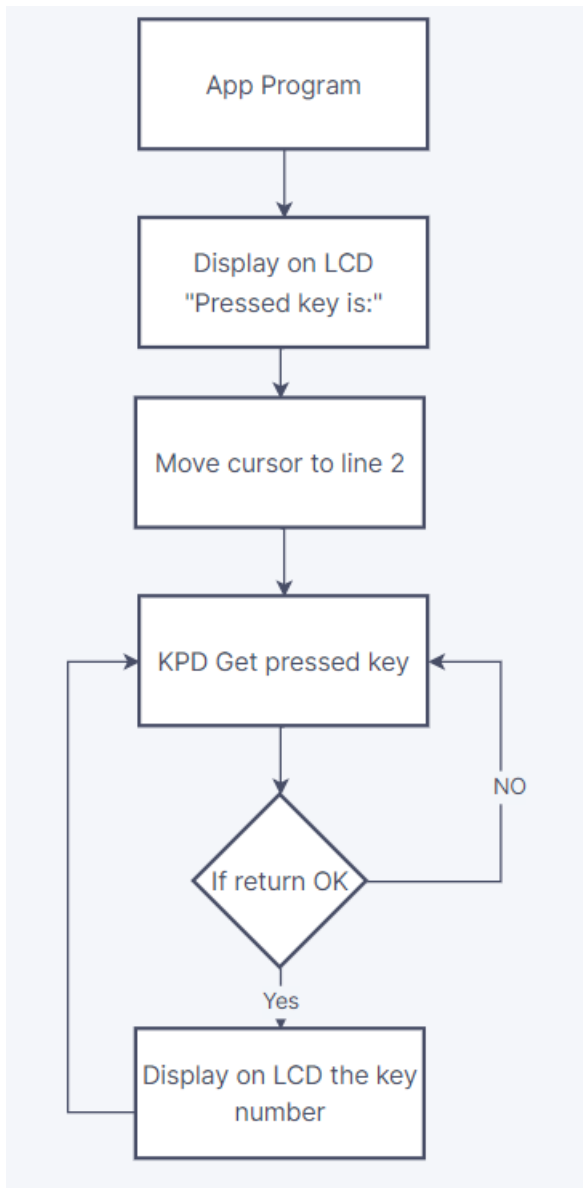 App Program
Display on LCD
"Pressed key is:"
Move cursor to line 2
KPD Get pressed key
NO
If return OK
Yes
Display on LCD the key
number